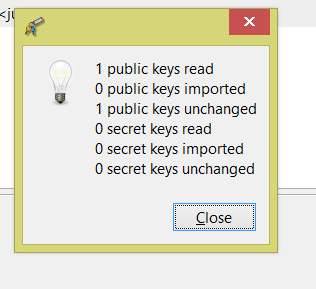 <ju
1 public keys read
0 public keys imported
1 public keys unchanged
0 secret keys read
0 secret keys imported
0 secret keys unchanged
Close